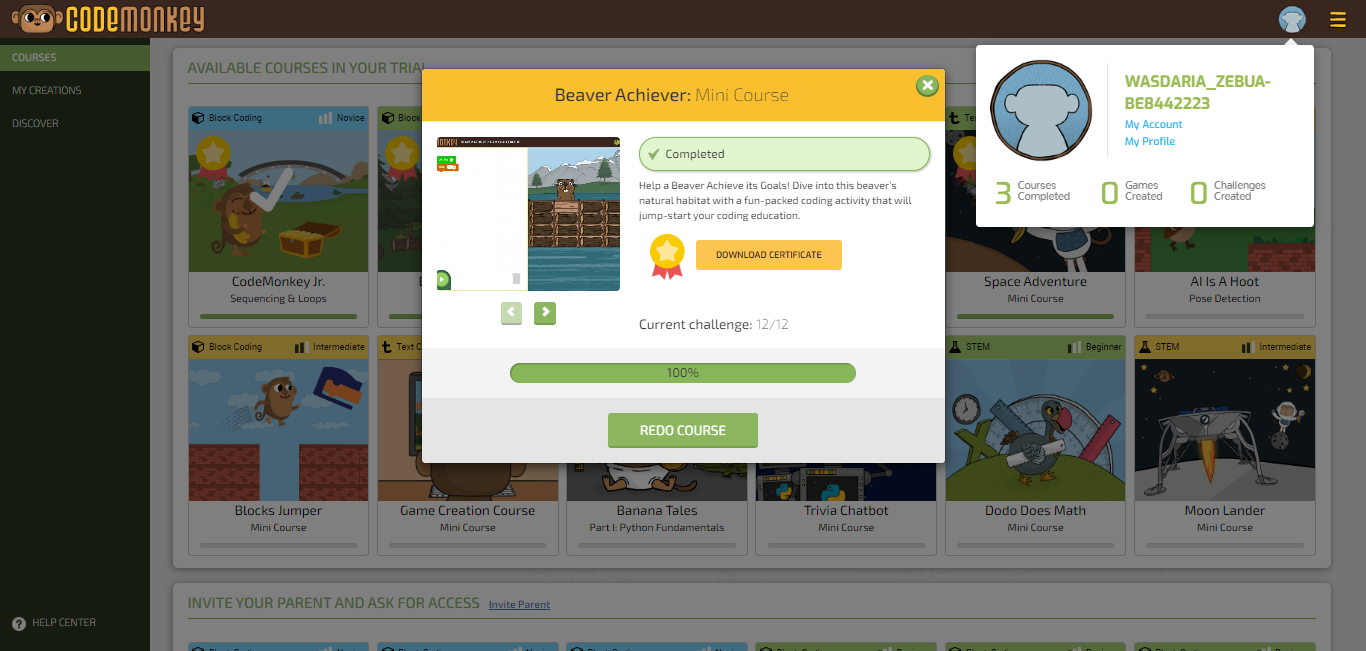 CODEMONKEY
COURSES
MY CREATIONS
DISCOVER
HELP CENTER
AVAILABLE COURSES IN YOUR TRIAL
Block Coding
Novice
CodeMonkey Jr.
Sequencing & Loops
Space Adventure
Mini Course
AI Is A Hoot
Pose Detection
Block Coding
Intermediate
Blocks Jumper
Mini Course
Game Creation Course
Mini Course
Banana Tales
Part I: Python Fundamentals
Trivia Chatbot
Mini Course
STEM
Beginner
Dodo Does Math
Mini Course
STEM
Intermediate
Moon Lander
Mini Course
INVITE YOUR PARENT AND ASK FOR ACCESS Invite Parent
Beaver Achiever: Mini Course
Completed
Help a Beaver Achieve its Goals! Dive into this beaver's
natural habitat with a fun-packed coding activity that will
jump-start your coding education.
DOWNLOAD CERTIFICATE
Current challenge: 12/12
100%
REDO COURSE
WASDARIA_ZEBUA-
BE8442223
My Account
My Profile
3 Courses
Completed
0 Games
Created
0 Challenges
Created